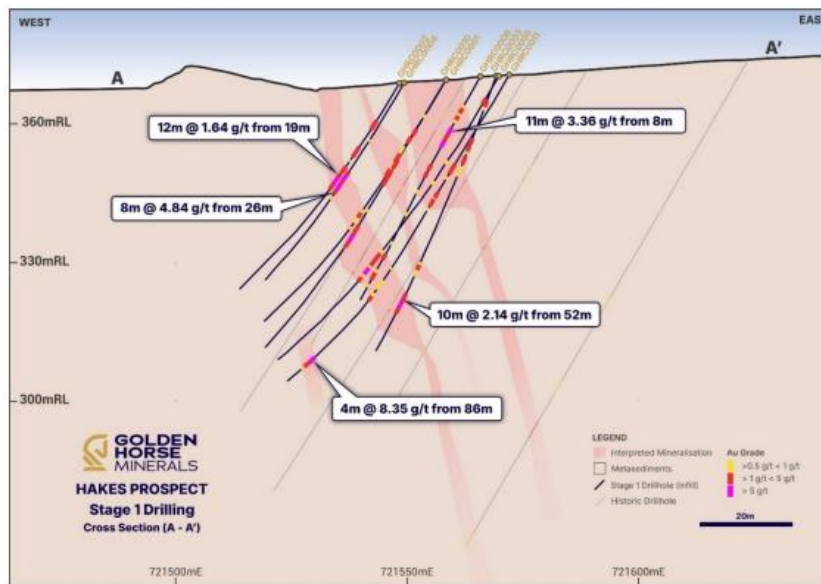 WEST
EAST
A
A'
360mRL
12m @ 1.64 g/t from 19m
11m @ 3.36 g/t from 8m
8m @ 4.84 g/t from 26m
330mRL
10m @ 2.14 g/t from 52m
300mRL
4m @ 8.35 g/t from 86m
GOLDEN
HORSE
MINERALS
HAKES PROSPECT
Stage 1 Drilling
Cross Section (A - A')
LEGEND
Interpreted Mineralisation
Metasediments
Stage 1 Drillhole (Infill)
Historic Drillhole
Au Grade
>0.5 g/t < 1 g/t
> 1 g/t < 5 g/t
> 5 g/t
20m
721500mE
721550mE
721600mE